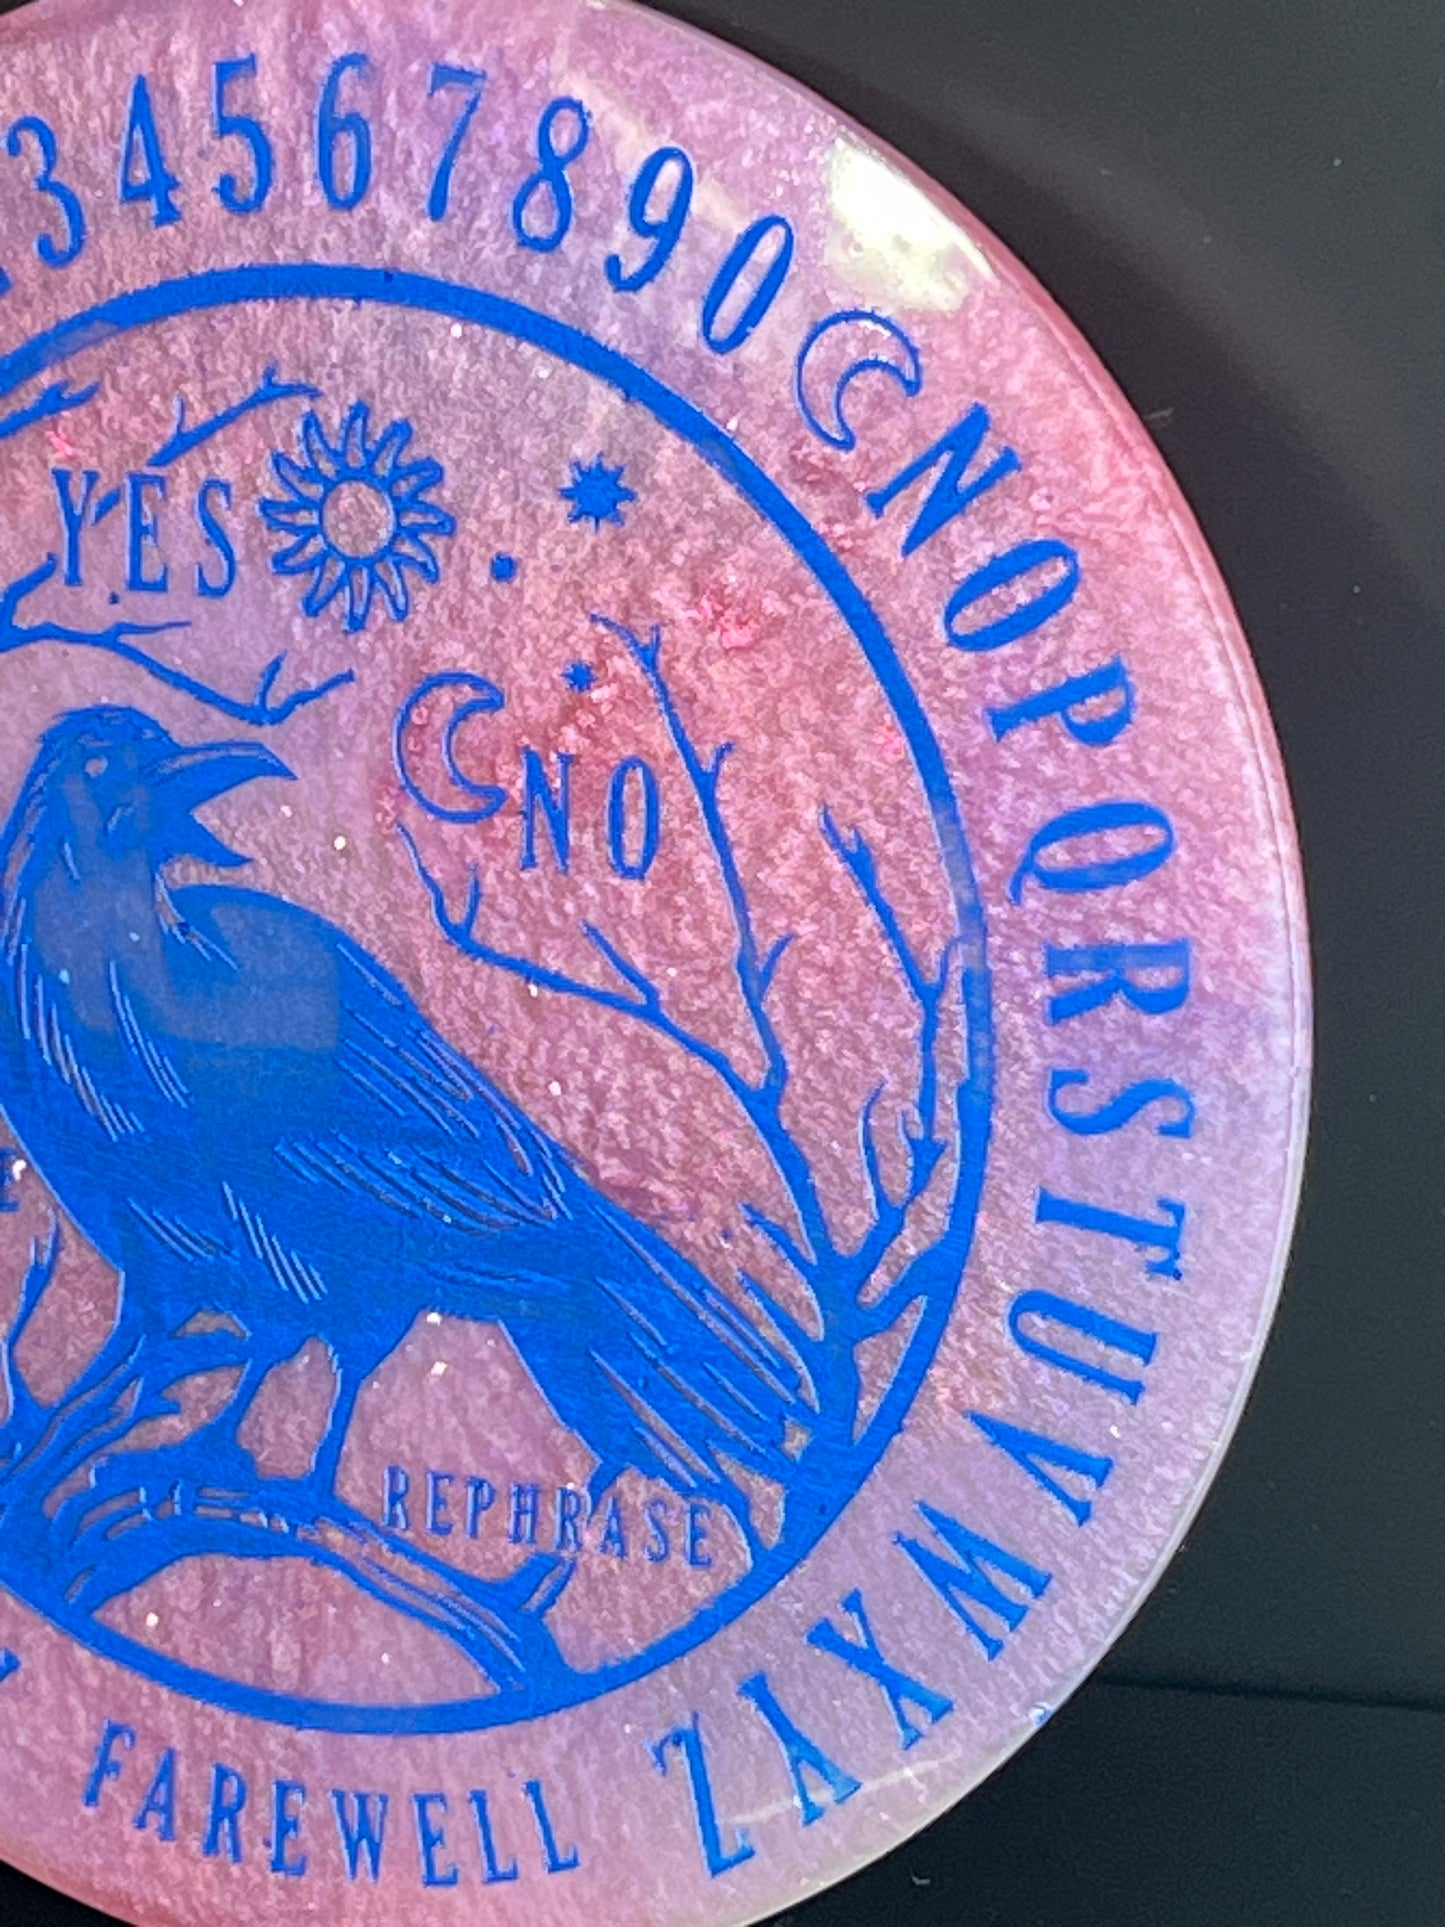 34567890
NOPQRSTUVWXYZ
YES
NO
REPHRASE
FAREWELL